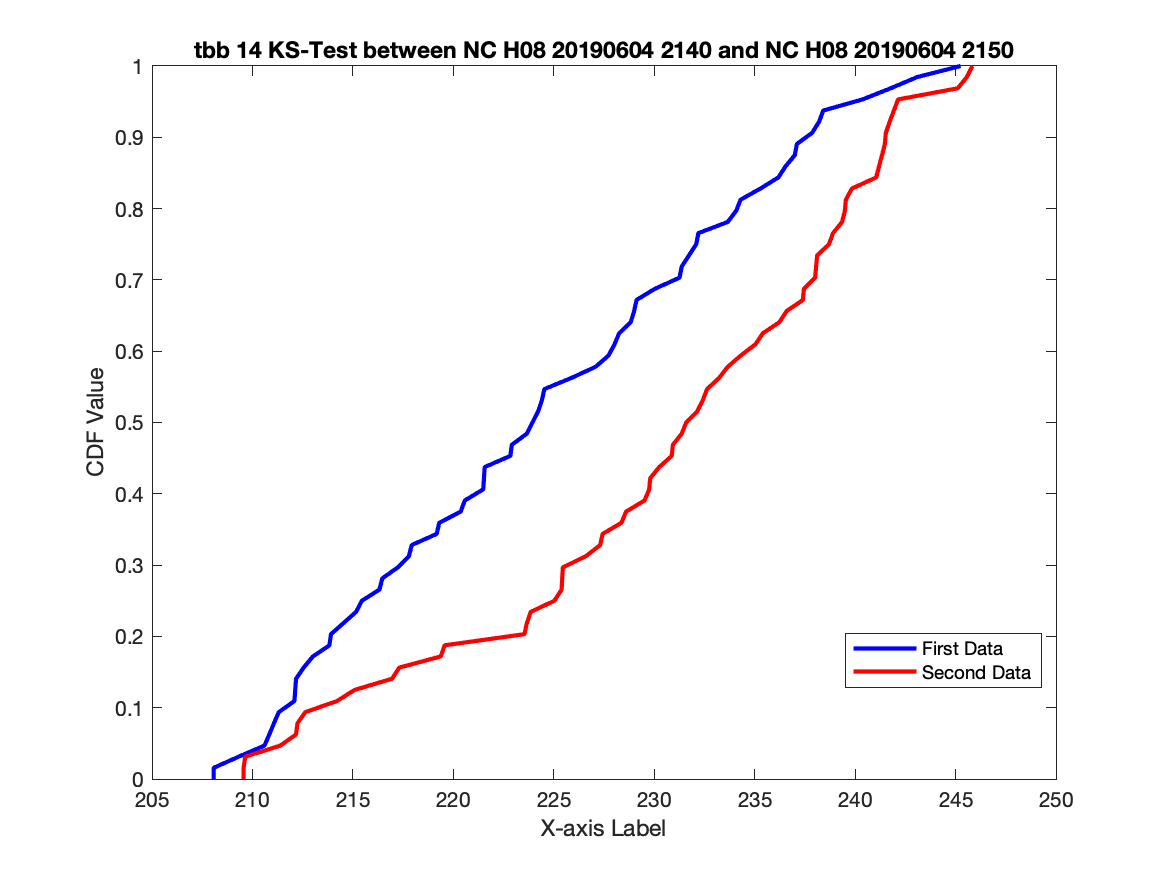 tbb 14 KS-Test between NC H08 20190604 2140 and NC H08 20190604 2150
1
0.9
0.8
0.7
0.6
0.5
0.4
0.3
0.2
0.1
0
CDF Value
First Data
Second Data
205 210 215 220 225 230 235 240 245 250
X-axis Label